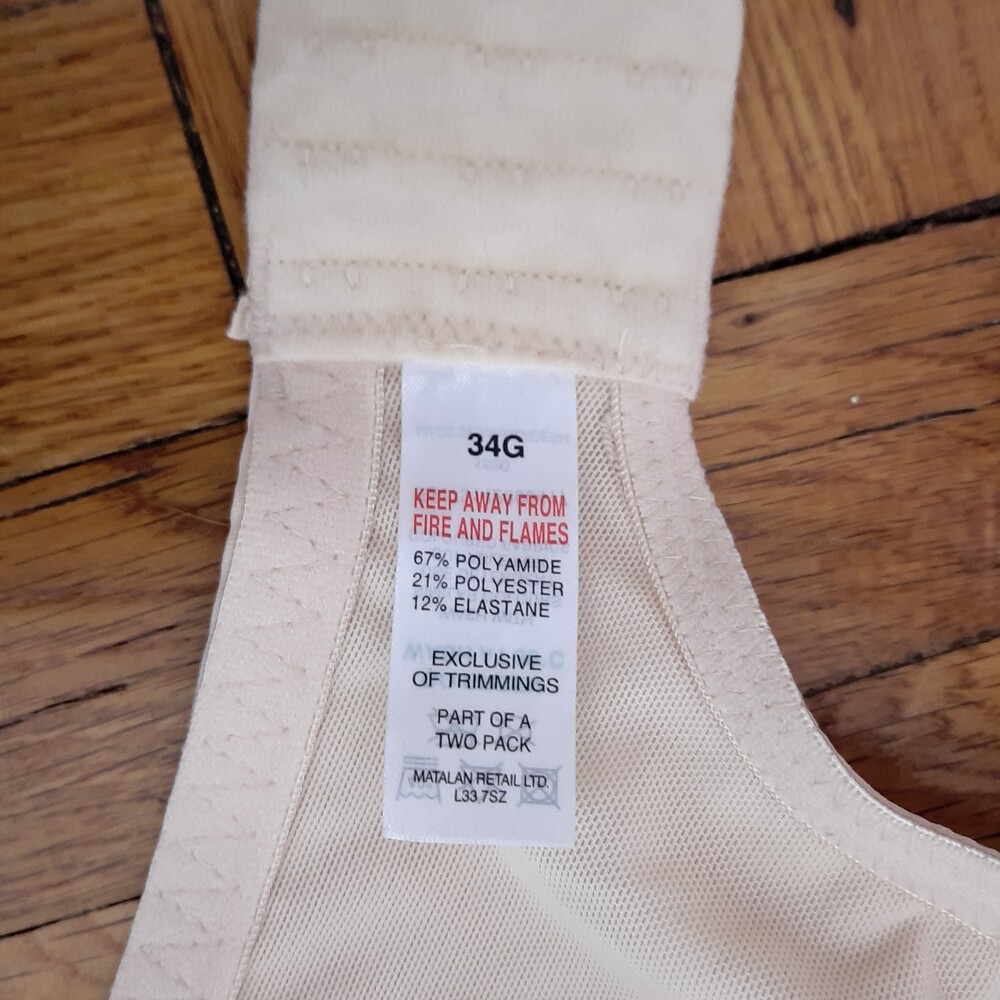 34G
KEEP AWAY FROM
FIRE AND FLAMES
67% POLYAMIDE
21% POLYESTER
12% ELASTANE
EXCLUSIVE
OF TRIMMINGS
PART OF A
TWO PACK
MATALAN RETAIL LTD.
L33 7SZ